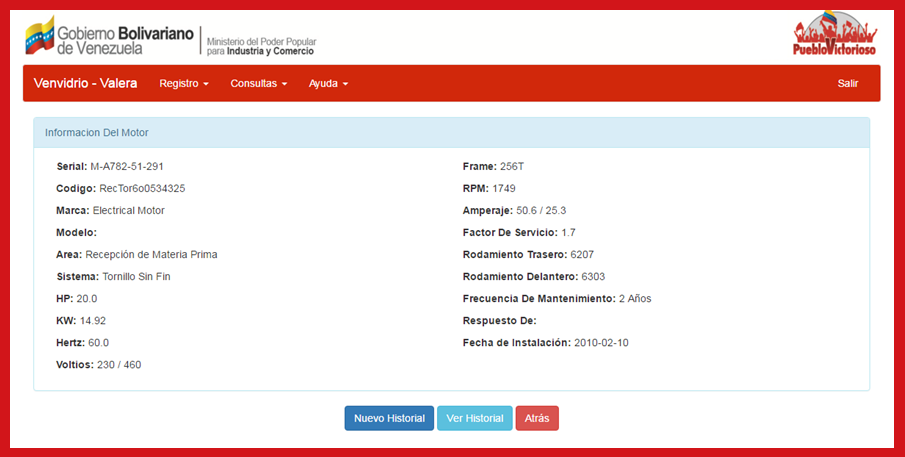 Gobierno Bolivariano
de Venezuela
Ministerio del Poder Popular
para Industria y Comercio
PuebloVictorioso
Venvidrio - Valera Registro Consultas Ayuda Salir
Informacion Del Motor
Serial: M-A782-51-291
Codigo: RecTor6o0534325
Marca: Electrical Motor
Modelo:
Area: Recepción de Materia Prima
Sistema: Tornillo Sin Fin
HP: 20.0
KW: 14.92
Hertz: 60.0
Voltios: 230 / 460
Frame: 256T
RPM: 1749
Amperaje: 50.6 / 25.3
Factor De Servicio: 1.7
Rodamiento Trasero: 6207
Rodamiento Delantero: 6303
Frecuencia De Mantenimiento: 2 Años
Respuesto De:
Fecha de Instalación: 2010-02-10
Nuevo Historial Ver Historial Atrás